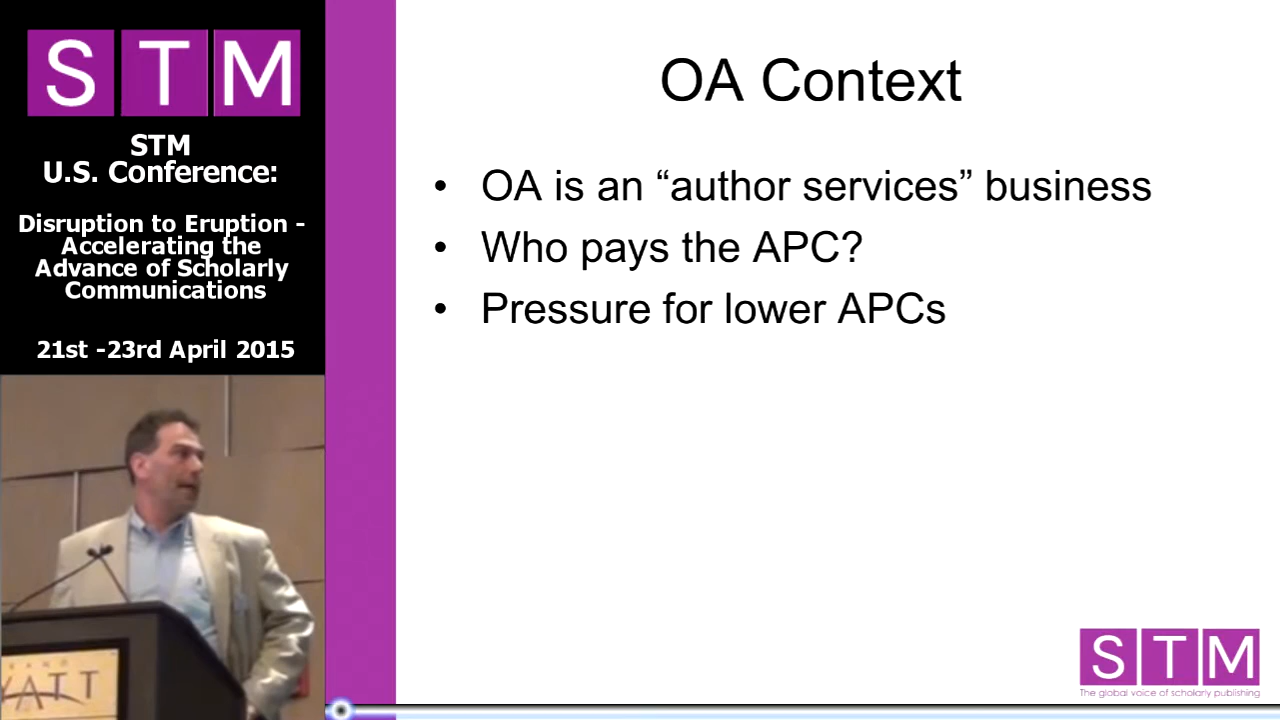 STM
STM
U.S. Conference:
Disruption to Eruption -
Accelerating the
Advance of Scholarly
Communications
21st -23rd April 2015
YATT
OA Context
• OA is an “author services” business
• Who pays the APC?
• Pressure for lower APCs
STM
The global voice of scholarly publishing